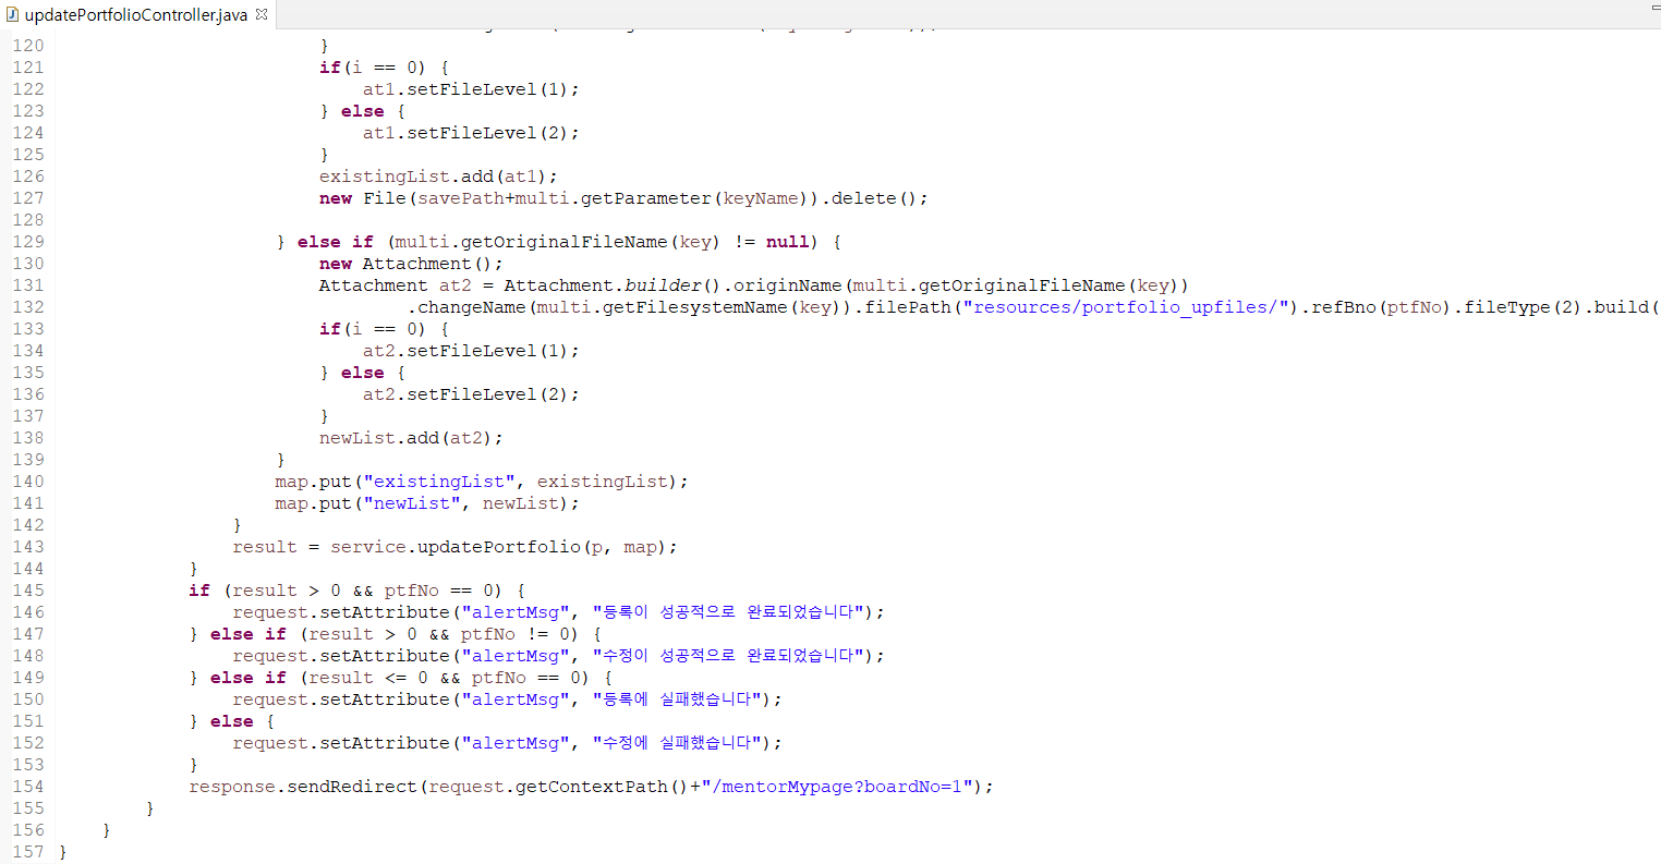 updatePortfolioController.java
120 }
121 if(i == 0) {
122 at1.setFileLevel(1);
123 } else {
124 at1.setFileLevel(2);
125 }
126 existingList.add(at1);
127 new File(savePath+multi.getParameter(keyName)).delete();
128
129 } else if (multi.getOriginalFileName(key) != null) {
130 new Attachment();
131 Attachment at2 = Attachment.builder().originName(multi.getOriginalFileName(key))
132 .changeName(multi.getFilesystemName(key)).filePath("resources/portfolio_upfiles/").refBno(ptfNo).fileType(2).build(
133 if(i == 0) {
134 at2.setFileLevel(1);
135 } else {
136 at2.setFileLevel(2);
137 }
138 newList.add(at2);
139 }
140 map.put("existingList", existingList);
141 map.put("newList", newList);
142 }
143 result = service.updatePortfolio(p, map);
144 }
145 if (result > 0 && ptfNo == 0) {
146 request.setAttribute("alertMsg", "등록이 성공적으로 완료되었습니다");
147 } else if (result > 0 && ptfNo != 0) {
148 request.setAttribute("alertMsg", "수정이 성공적으로 완료되었습니다");
149 } else if (result <= 0 && ptfNo == 0) {
150 request.setAttribute("alertMsg", "등록에 실패했습니다");
151 } else {
152 request.setAttribute("alertMsg", "수정에 실패했습니다");
153 }
154 response.sendRedirect(request.getContextPath()+"/mentorMypage?boardNo=1");
155 }
156 }
157 }